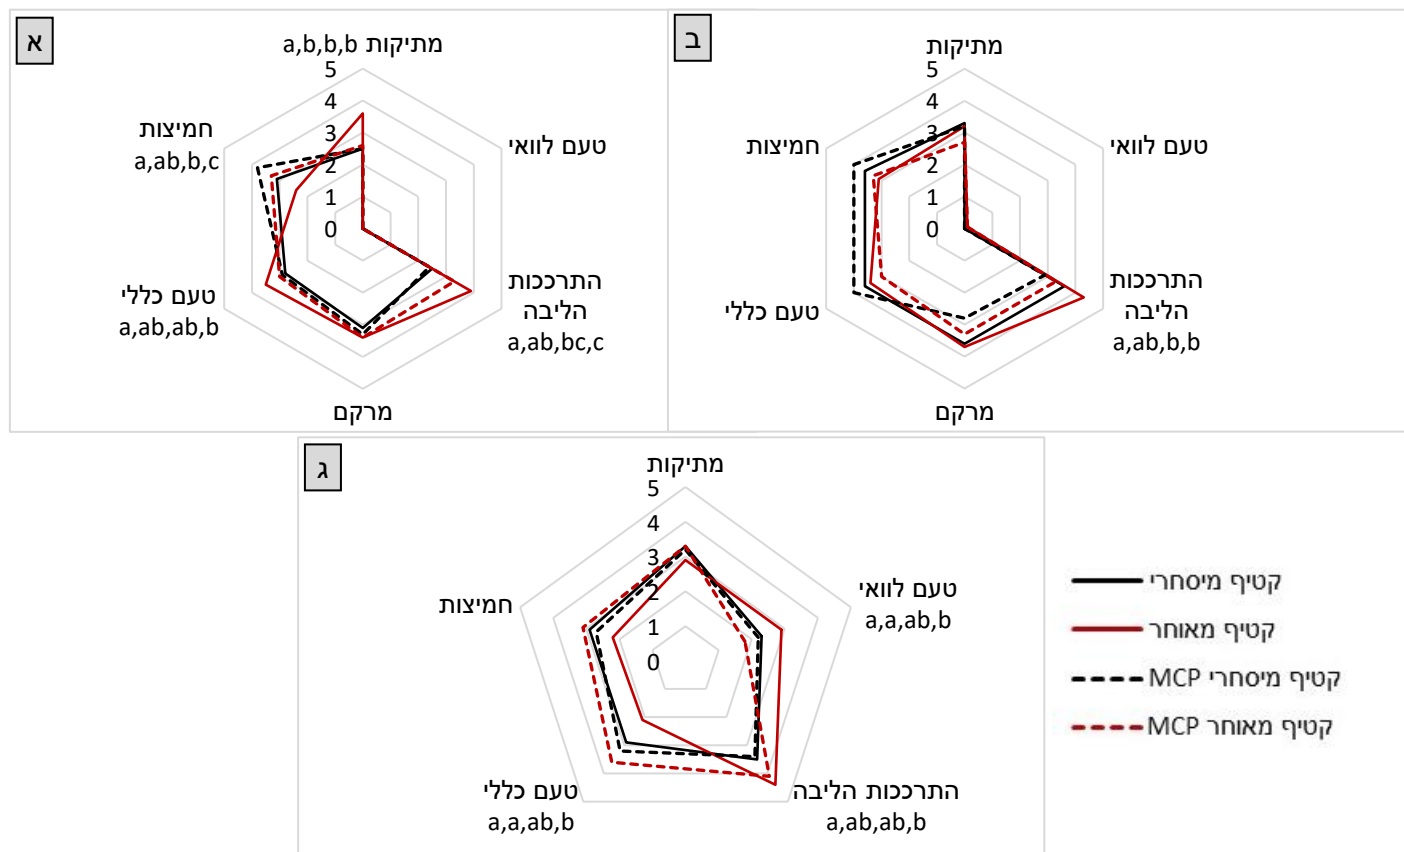 א
מתיקות a,b,b,b
5
4
3
2
1
0
טעם לוואי
התרככות
הליבה
a,ab,bc,c
מרקם
טעם כללי
a,ab,ab,b
חמיצות
a,ab,b,c
ב
מתיקות
5
4
3
2
1
0
טעם לוואי
התרככות
הליבה
a,ab,b,b
מרקם
טעם כללי
חמיצות
ג
מתיקות
5
4
3
2
1
0
טעם לוואי
a,a,ab,b
התרככות הליבה
a,ab,ab,b
טעם כללי
a,a,ab,b
חמיצות
קטיף מיסחרי
קטיף מאוחר
קטיף מיסחרי MCP
קטיף מאוחר MCP